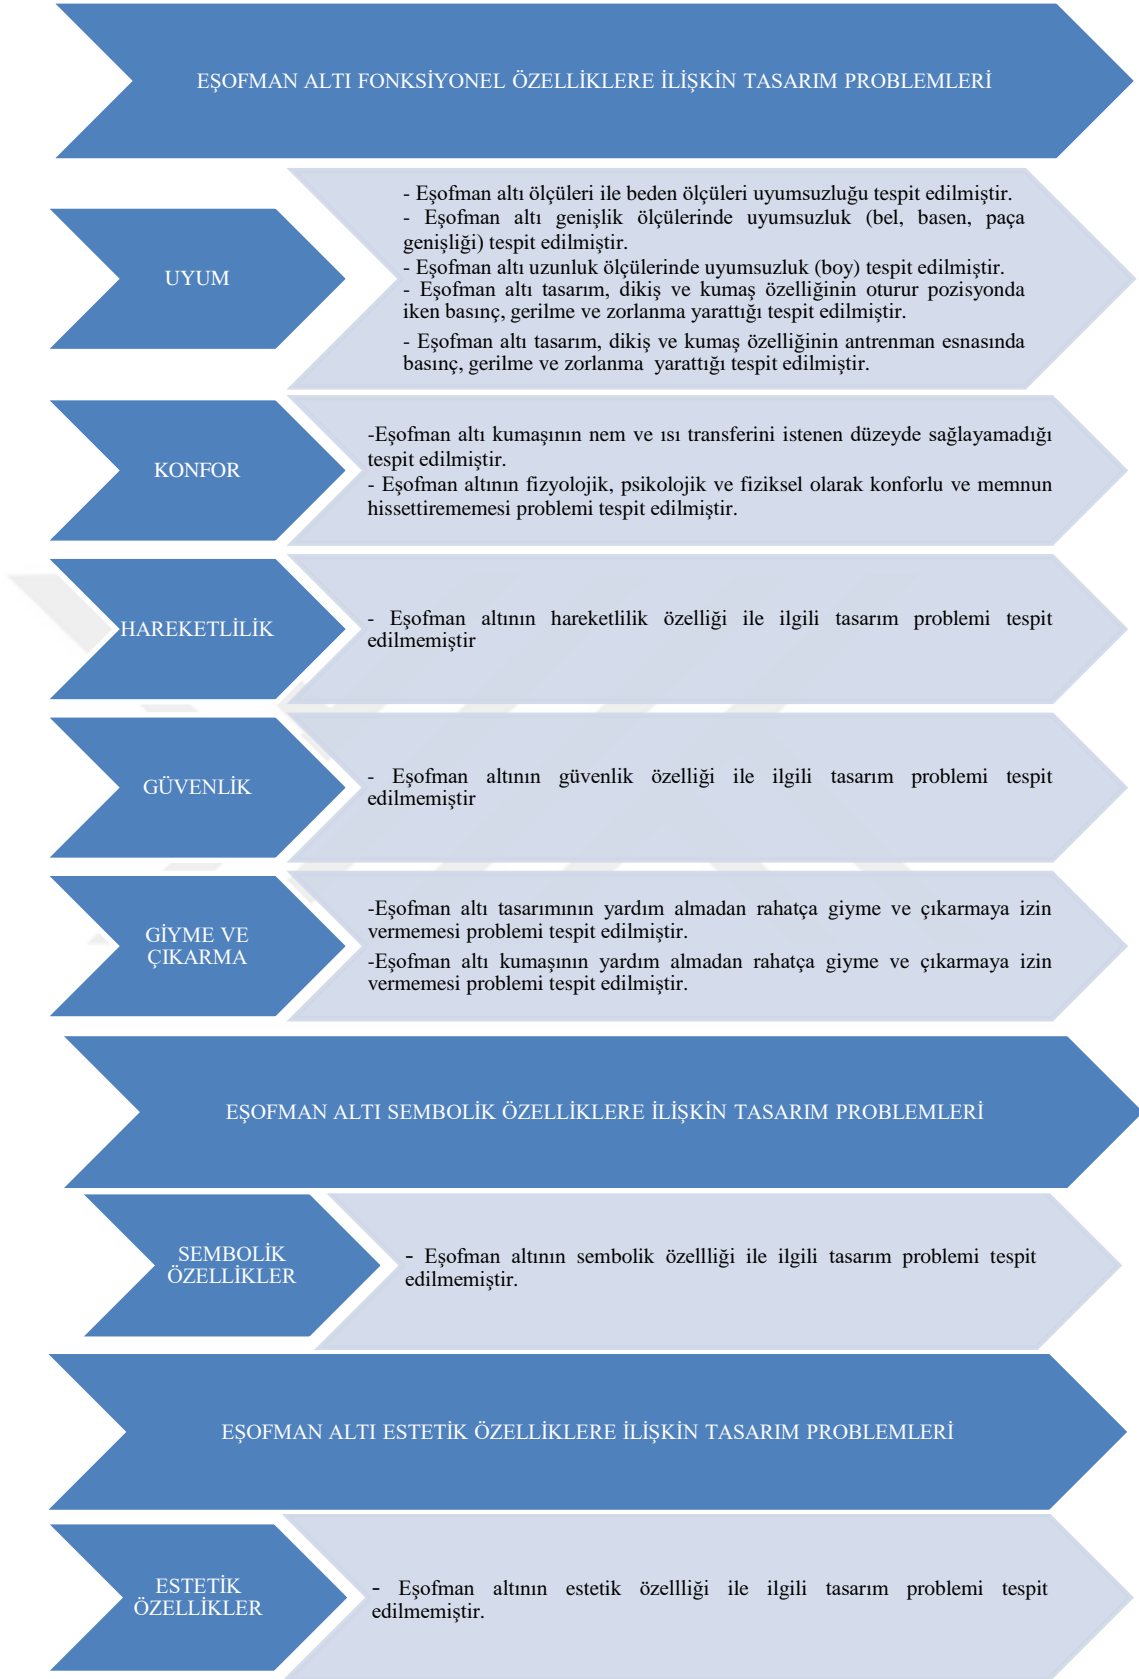 EŞOFMAN ALTI FONKSİYONEL ÖZELLİKLERE İLİŞKİN TASARIM PROBLEMLERİ
UYUM
- Eşofman altı ölçüleri ile beden ölçüleri uyumsuzluğu tespit edilmiştir.
- Eşofman altı genişlik ölçülerinde uyumsuzluk (bel, basen, paça
genişliği) tespit edilmiştir.
- Eşofman altı uzunluk ölçülerinde uyumsuzluk (boy) tespit edilmiştir.
- Eşofman altı tasarım, dikiş ve kumaş özelliğinin oturur pozisyonda
iken basınç, gerilme ve zorlanma yarattığı tespit edilmiştir.
- Eşofman altı tasarım, dikiş ve kumaş özelliğinin antrenman esnasında
basınç, gerilme ve zorlanma yarattığı tespit edilmiştir.
KONFOR
-Eşofman altı kumaşının nem ve ısı transferini istenen düzeyde sağlayamadığı
tespit edilmiştir.
- Eşofman altının fizyolojik, psikolojik ve fiziksel olarak konforlu ve memnun
hissettirememesi problemi tespit edilmiştir.
HAREKETLİLİK
- Eşofman altının hareketlilik özelliği ile ilgili tasarım problemi tespit
edilmemiştir
GÜVENLİK
- Eşofman altının güvenlik özelliği ile ilgili tasarım problemi tespit
edilmemiştir
GİYME VE
ÇIKARMA
-Eşofman altı tasarımının yardım almadan rahatça giyme ve çıkarmaya izin
vermemesi problemi tespit edilmiştir.
-Eşofman altı kumaşının yardım almadan rahatça giyme ve çıkarmaya izin
vermemesi problemi tespit edilmiştir.
EŞOFMAN ALTI SEMBOLİK ÖZELLİKLERE İLİŞKİN TASARIM PROBLEMLERİ
SEMBOLİK
ÖZELLİKLER
- Eşofman altının sembolik özellliği ile ilgili tasarım problemi tespit
edilmemiştir.
EŞOFMAN ALTI ESTETİK ÖZELLİKLERE İLİŞKİN TASARIM PROBLEMLERİ
ESTETİK
ÖZELLİKLER
- Eşofman altının estetik özellliği ile ilgili tasarım problemi tespit
edilmemiştir.